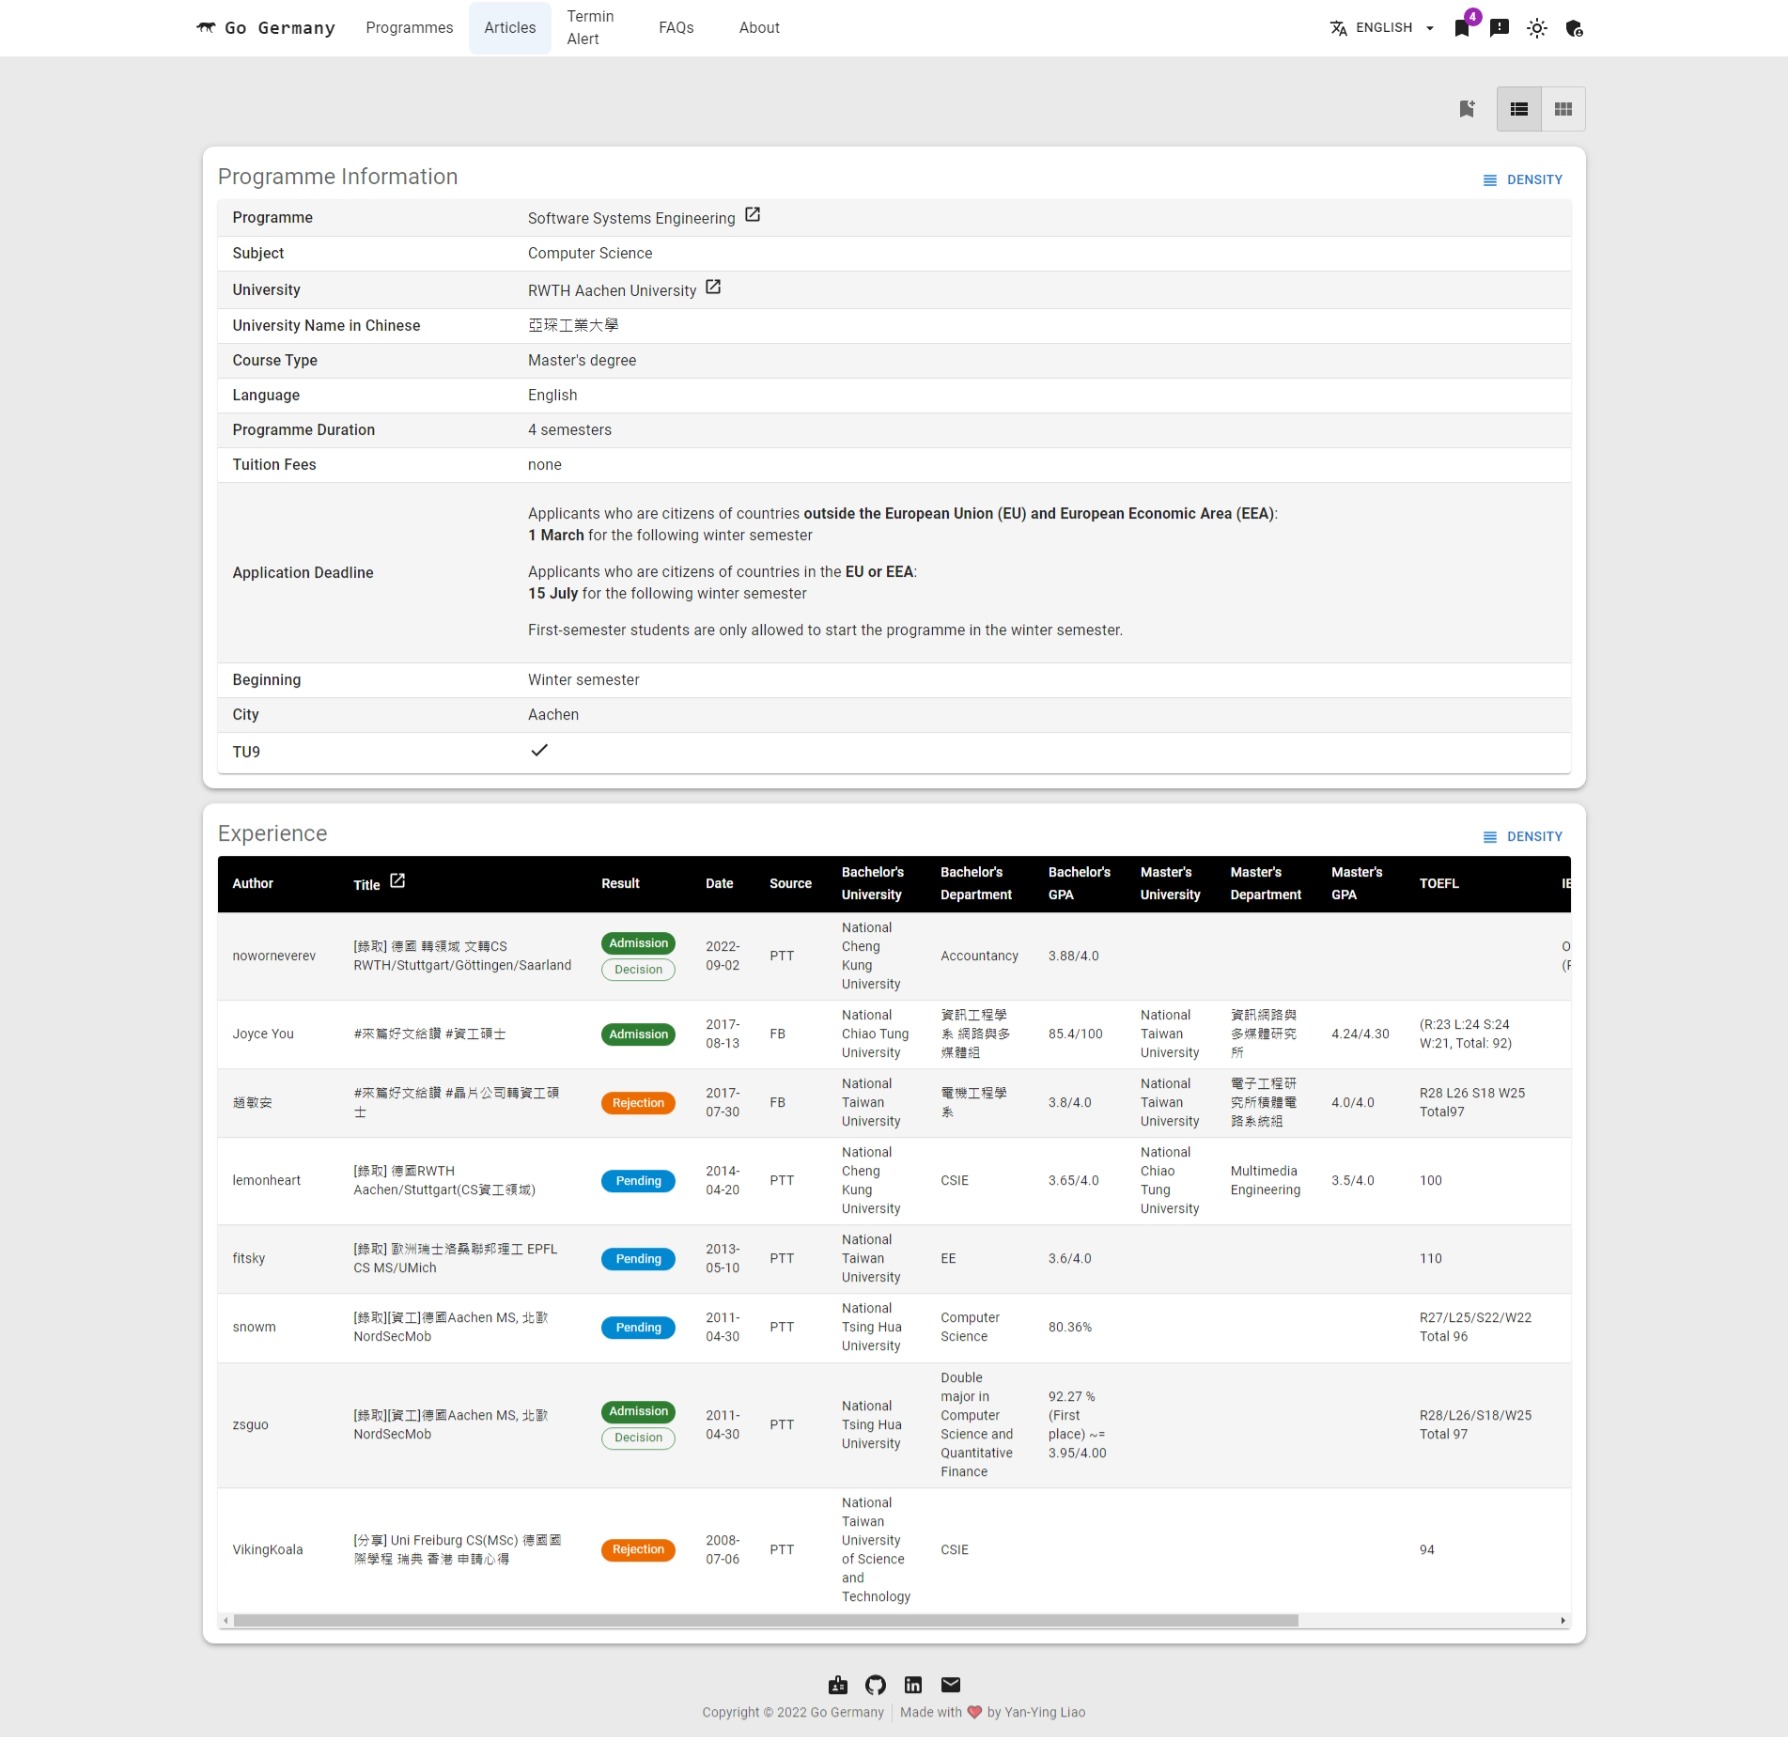 Go Germany
Programmes
Articles
Termin
Alert
FAQs
About
ENGLISH
4
Programme Information
DENSITY
Programme
Software Systems Engineering
Subject
Computer Science
University
RWTH Aachen University
University Name in Chinese
亞琛工業大學
Course Type
Master's degree
Language
English
Programme Duration
4 semesters
Tuition Fees
none
Application Deadline
Applicants who are citizens of countries outside the European Union (EU) and European Economic Area (EEA):
1 March for the following winter semester
Applicants who are citizens of countries in the EU or EEA:
15 July for the following winter semester
First-semester students are only allowed to start the programme in the winter semester.
Beginning
Winter semester
City
Aachen
TU9
Experience
DENSITY
Author
Title
Result
Date
Source
Bachelor's
University
Bachelor's
Department
Bachelor's
GPA
Master's
University
Master's
Department
Master's
GPA
TOEFL
noworneverev
[錄取] 德國 轉領域 文轉CS
RWTH/Stuttgart/Göttingen/Saarland
Admission
Decision
2022-
09-02
PTT
National
Cheng
Kung
University
Accountancy
3.88/4.0
Joyce You
#來篇好文給讚 #資工碩士
Admission
2017-
08-13
FB
National
Chiao Tung
University
資訊工程學
系 網路與多
媒體組
85.4/100
National
Taiwan
University
資訊網路與
多媒體研究
所
4.24/4.30
(R:23 L:24 S:24
W:21, Total: 92)
趙敏安
#來篇好文給讚 #晶片公司轉資工碩
士
Rejection
2017-
07-30
FB
National
Taiwan
University
電機工程學
系
3.8/4.0
National
Taiwan
University
電子工程研
究所積體電
路系統組
4.0/4.0
R28 L26 S18 W25
Total97
lemonheart
[錄取] 德國RWTH
Aachen/Stuttgart(CS資工領域)
Pending
2014-
04-20
PTT
National
Cheng
Kung
University
CSIE
3.65/4.0
National
Chiao
Tung
University
Multimedia
Engineering
3.5/4.0
100
fitsky
[錄取] 歐洲瑞士洛桑聯邦理工 EPFL
CS MS/UMich
Pending
2013-
05-10
PTT
National
Taiwan
University
EE
3.6/4.0
110
snowm
[錄取][資工]德國Aachen MS, 北歐
NordSecMob
Pending
2011-
04-30
PTT
National
Tsing Hua
University
Computer
Science
80.36%
R27/L25/S22/W22
Total 96
zsguo
[錄取][資工]德國Aachen MS, 北歐
NordSecMob
Admission
Decision
2011-
04-30
PTT
National
Tsing Hua
University
Double
major in
Computer
Science and
Quantitative
Finance
92.27 %
(First
place) ~=
3.95/4.00
R28/L26/S18/W25
Total 97
VikingKoala
[分享] Uni Freiburg CS(MSc) 德國國
際學程 瑞典 香港 申請心得
Rejection
2008-
07-06
PTT
National
Taiwan
University
of Science
and
Technology
CSIE
94
Copyright © 2022 Go Germany
Made with ❤️ by Yan-Ying Liao